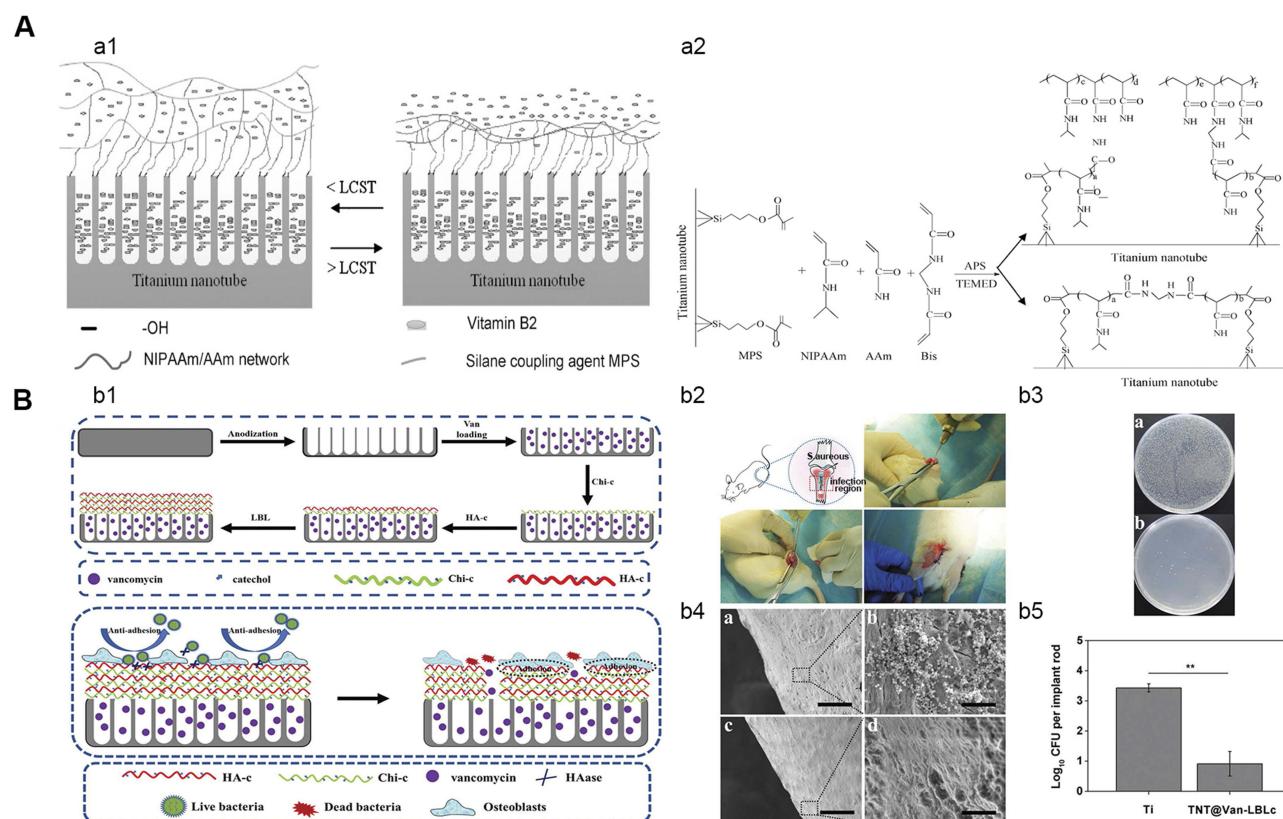 A
a1
< LCST
> LCST
Titanium nanotube
Titanium nanotube
-OH
Vitamin B2
NIPAAm/AAm network
Silane coupling agent MPS
a2
Titanium nanotube
MPS
NIPAAm
AAm
Bis
APS
TEMED
Titanium nanotube
Titanium nanotube
B
b1
Anodization
Van
loading
Chi-c
HA-c
LBL
vancomycin
catechol
Chi-c
HA-c
Anti-adhesion
Anti-adhesion
Adhesion
Adhesion
HA-c
Chi-c
vancomycin
HAase
Live bacteria
Dead bacteria
Osteoblasts
b2
S.aureous
infection
region
b3
a
b
b4
a
b
c
d
b5
**
Log10 CFU per implant rod
5
4
3
2
1
0
Ti
TNT@Van-LBLc